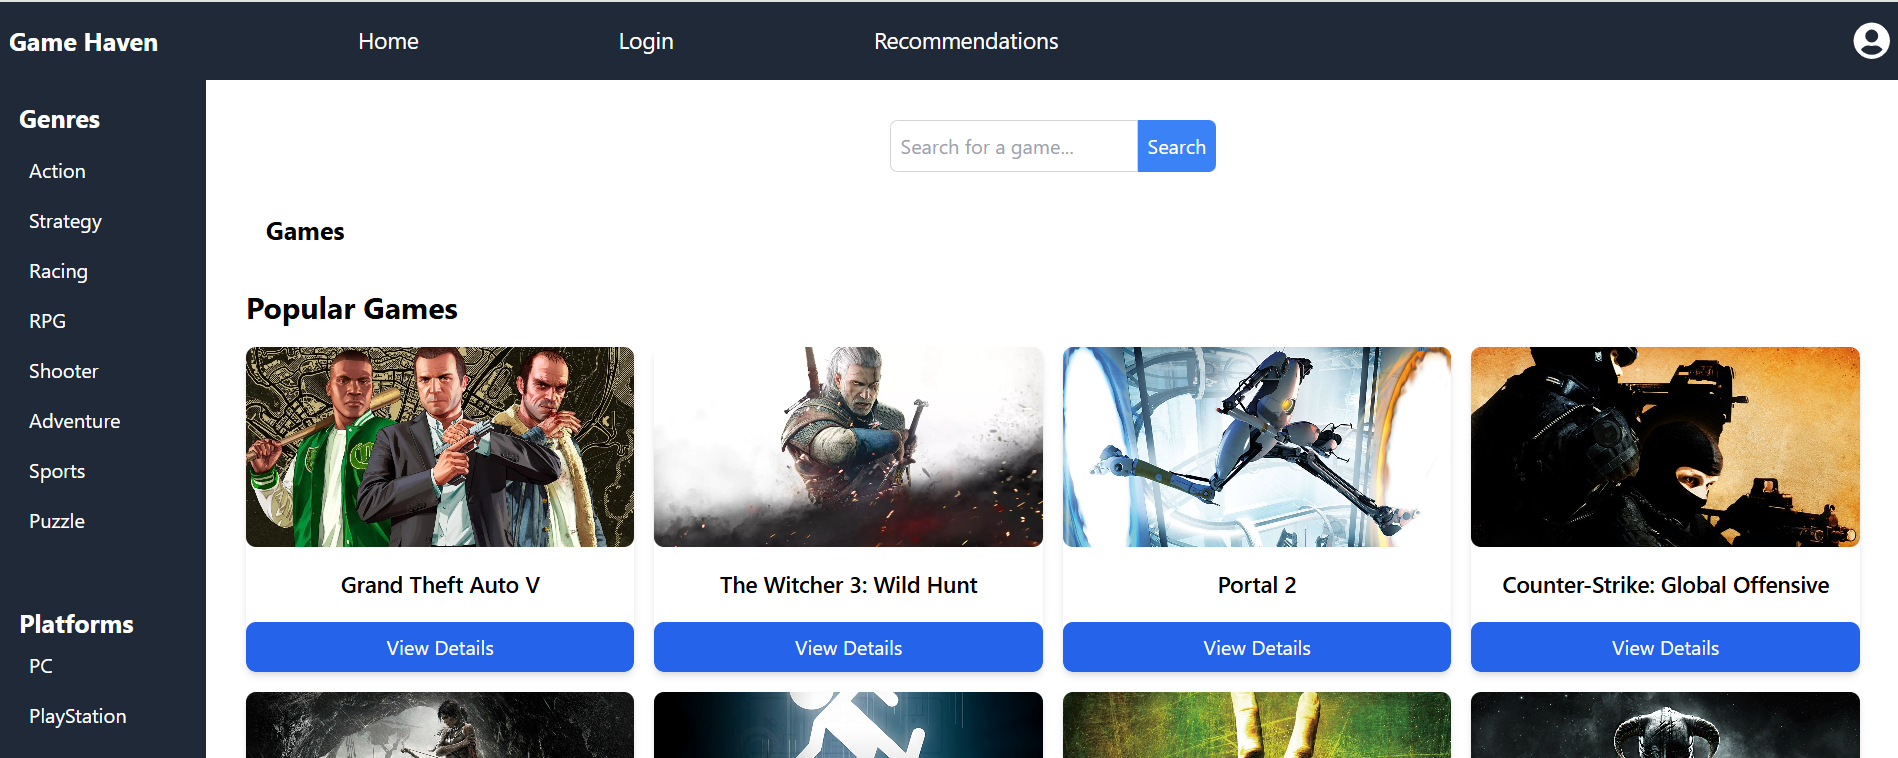 Game Haven
Home
Login
Recommendations
Genres
Action
Strategy
Racing
RPG
Shooter
Adventure
Sports
Puzzle
Platforms
PC
PlayStation
Search for a game...
Search
Games
Popular Games
Grand Theft Auto V
View Details
The Witcher 3: Wild Hunt
View Details
Portal 2
View Details
Counter-Strike: Global Offensive
View Details